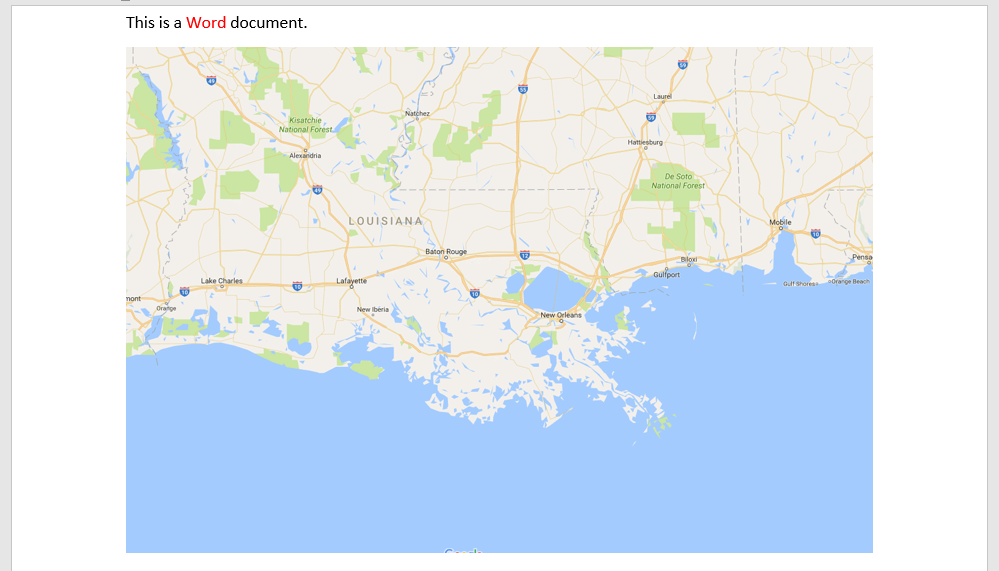 This is a Word document.
49
59
55
Laurel
Natchez
59
Kisatchie
National Forest
Hattiesburg
Alexandria
De Soto
National Forest
49
LOUISIANA
Mobile
10
Baton Rouge
12
Biloxi
Pensa
Gulfport
Lake Charles
Lafayette
Gulf Shores
Orange Beach
10
10
10
mont
Orange
New Iberia
New Orleans